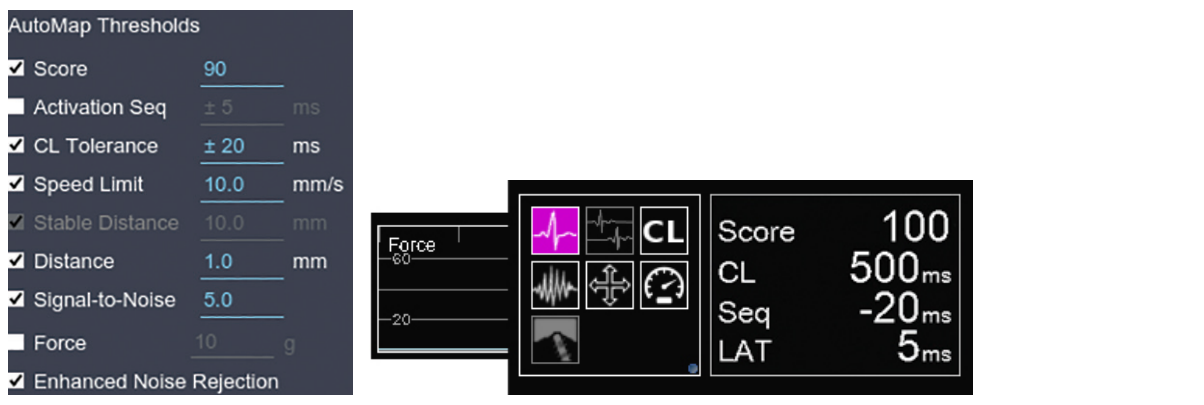 AutoMap Thresholds
Score 90
Activation Seq ± 5 ms
CL Tolerance ± 20 ms
Speed Limit 10.0 mm/s
Stable Distance 10.0 mm
Distance 1.0 mm
Signal-to-Noise 5.0
Force 10 g
Enhanced Noise Rejection
Force
60
20
CL
Score 100
CL 500ms
Seq -20ms
LAT 5ms